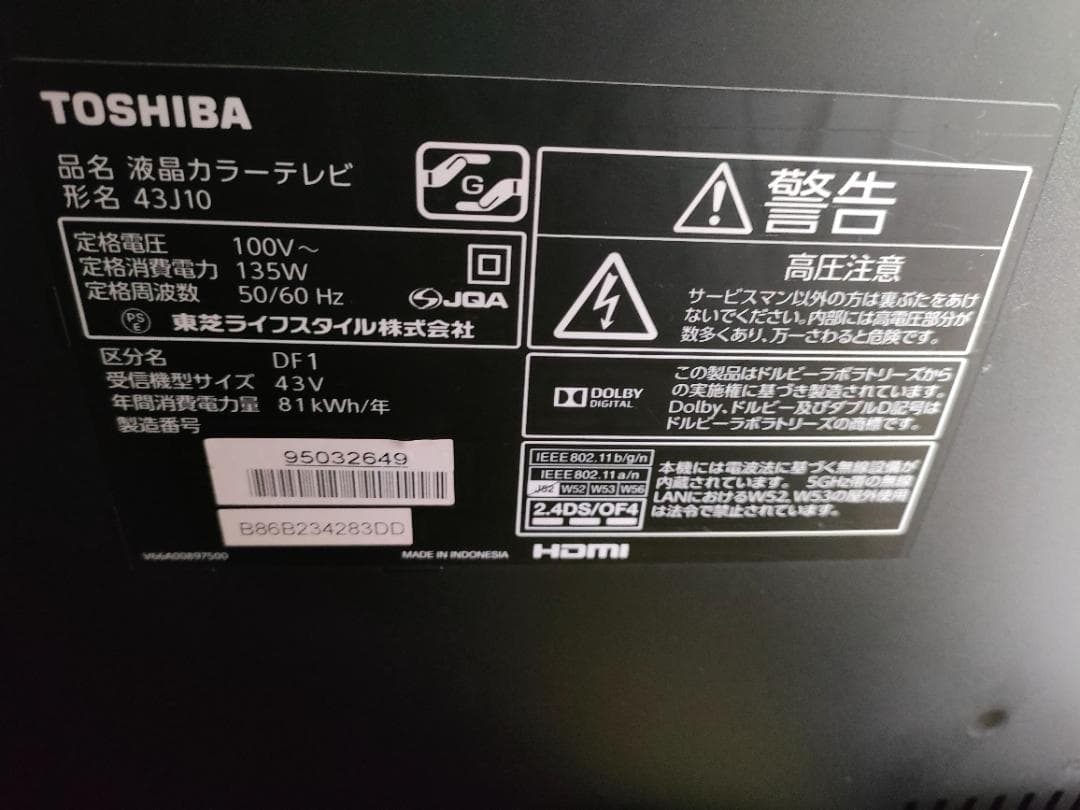 TOSHIBA
品名 液晶カラーテレビ
形名 43J10
G
定格電圧 100V～
定格消費電力 135W
定格周波数 50/60 Hz
JQA
PS
E
東芝ライフスタイル株式会社
区分名 DF1
受信機型サイズ 43V
年間消費電力量 81kWh/年
製造番号
95032649
B86B234283DD
V66A00897500
MADE IN INDONESIA
警告
高圧注意
サービスマン以外の方は裏ぶたをあけ
ないでください。内部には高電圧部分が
数多くあり、万一さわると危険です。
DOLBY
DIGITAL
この製品はドルビーラボラトリーズから
の実施権に基づき製造されています。
Dolby、ドルビー及びダブルD記号は
ドルビーラボラトリーズの商標です。
IEEE802.11b/g/n
IEEE802.11a/n
J52 W52 W53 W56
2.4DS/OF4
本機には電波法に基づく無線設備が
内蔵されています。 5GHz帯の無線
LANにおけるW52、W53の屋外使用
は法令で禁止されています。
HDMI